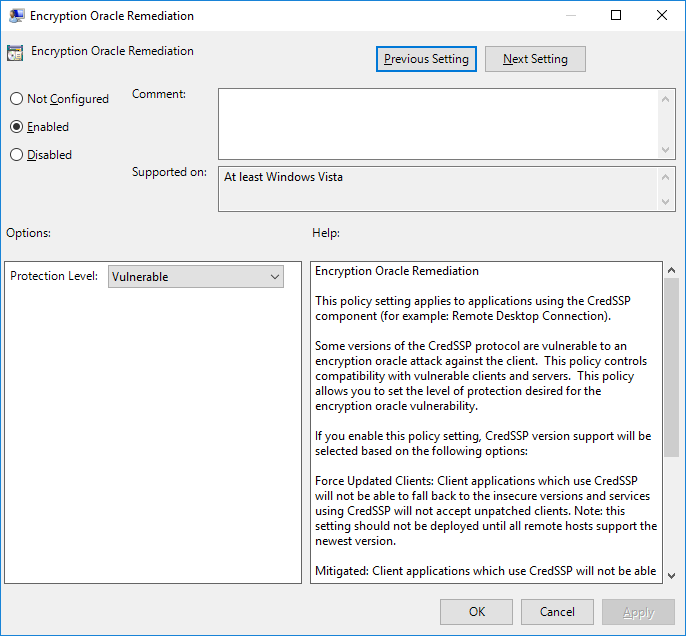 Encryption Oracle Remediation
Encryption Oracle Remediation
Previous Setting
Next Setting
Not Configured
Enabled
Disabled
Comment:
Supported on:
At least Windows Vista
Options:
Help:
Protection Level:
Vulnerable
Encryption Oracle Remediation
This policy setting applies to applications using the CredSSP
component (for example: Remote Desktop Connection).
Some versions of the CredSSP protocol are vulnerable to an
encryption oracle attack against the client.  This policy controls
compatibility with vulnerable clients and servers.  This policy
allows you to set the level of protection desired for the
encryption oracle vulnerability.
If you enable this policy setting, CredSSP version support will be
selected based on the following options:
Force Updated Clients: Client applications which use CredSSP
will not be able to fall back to the insecure versions and services
using CredSSP will not accept unpatched clients. Note: this
setting should not be deployed until all remote hosts support the
newest version.
Mitigated: Client applications which use CredSSP will not be able
OK
Cancel
Apply